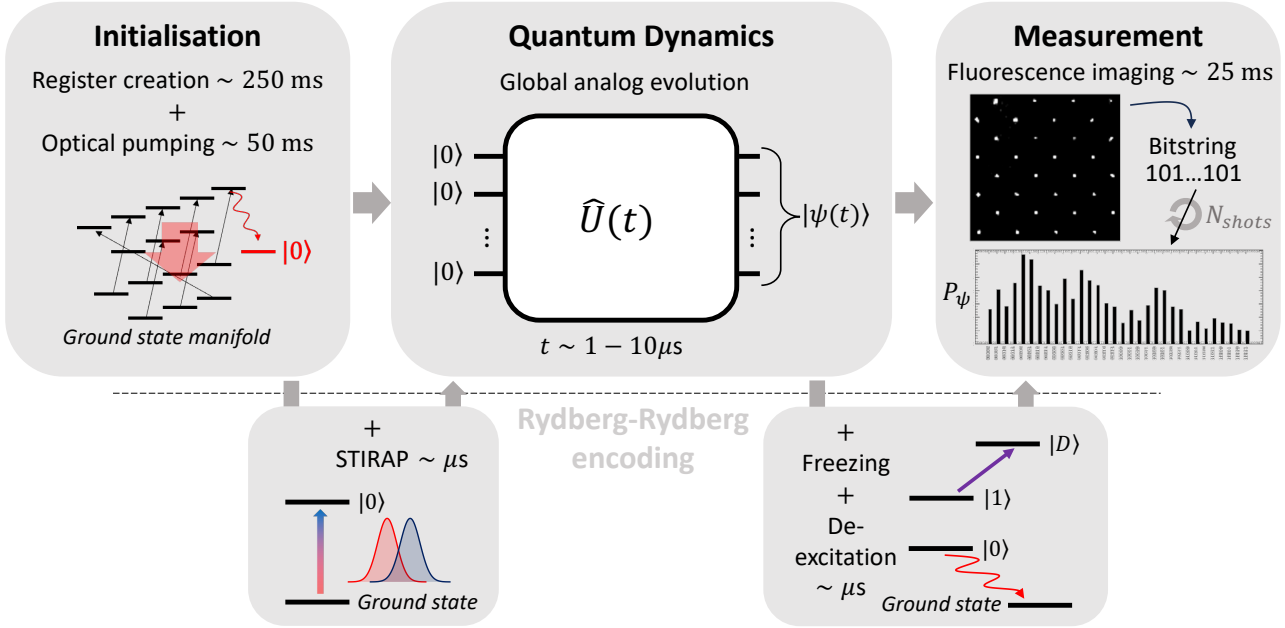 Initialisation
Register creation ~ 250 ms
+
Optical pumping ~ 50 ms
|0⟩
Ground state manifold
Quantum Dynamics
Global analog evolution
|0⟩
|0⟩
⋮
|0⟩
Û(t)
⋮
|ψ(t)⟩
t ~ 1 − 10μs
Measurement
Fluorescence imaging ~ 25 ms
Bitstring
101...101
N_shots
P_ψ
Rydberg-Rydberg
encoding
+
STIRAP ~ μs
|0⟩
Ground state
+
Freezing
+
De-
excitation
~ μs
|D⟩
|1⟩
|0⟩
Ground state